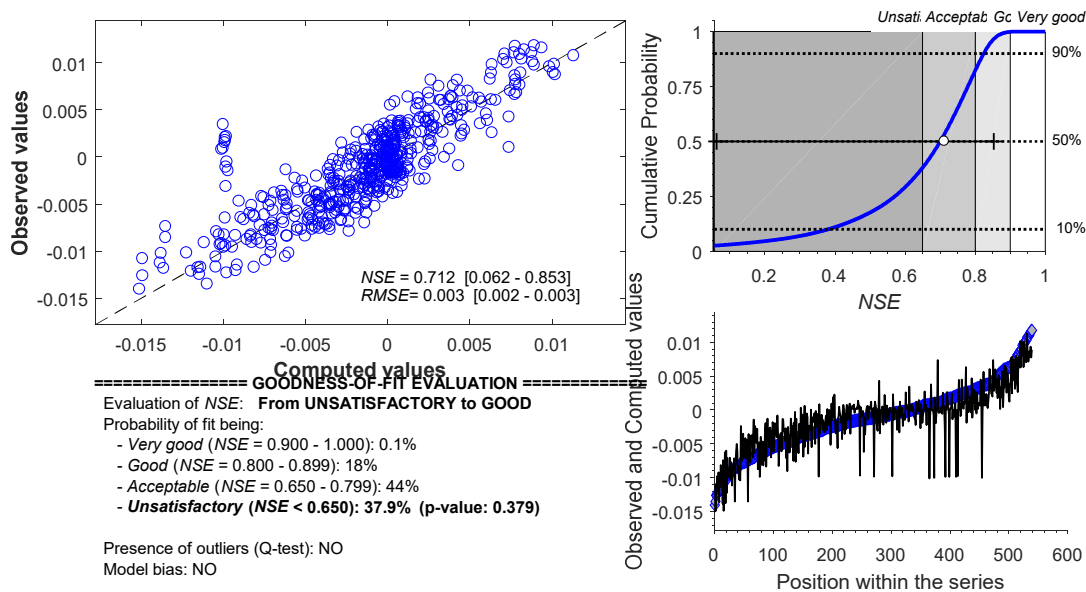 0.01
0.005
0
-0.005
-0.01
-0.015
Observed values
NSE = 0.712 [0.062 - 0.853]
RMSE= 0.003 [0.002 - 0.003]
-0.015 -0.01 -0.005 0 0.005 0.01
Computed values
Unsati Acceptab Gc Very good
1
0.75
0.5
0.25
0
Cumulative Probability
90%
50%
10%
0.2 0.4 0.6 0.8 1
NSE
================ GOODNESS-OF-FIT EVALUATION =============
Evaluation of NSE: From UNSATISFACTORY to GOOD
Probability of fit being:
- Very good (NSE = 0.900 - 1.000): 0.1%
- Good (NSE = 0.800 - 0.899): 18%
- Acceptable (NSE = 0.650 - 0.799): 44%
- Unsatisfactory (NSE < 0.650): 37.9% (p-value: 0.379)
Presence of outliers (Q-test): NO
Model bias: NO
Observed and Computed values
0.01
0.005
0
-0.005
-0.01
-0.015
0 100 200 300 400 500 600
Position within the series